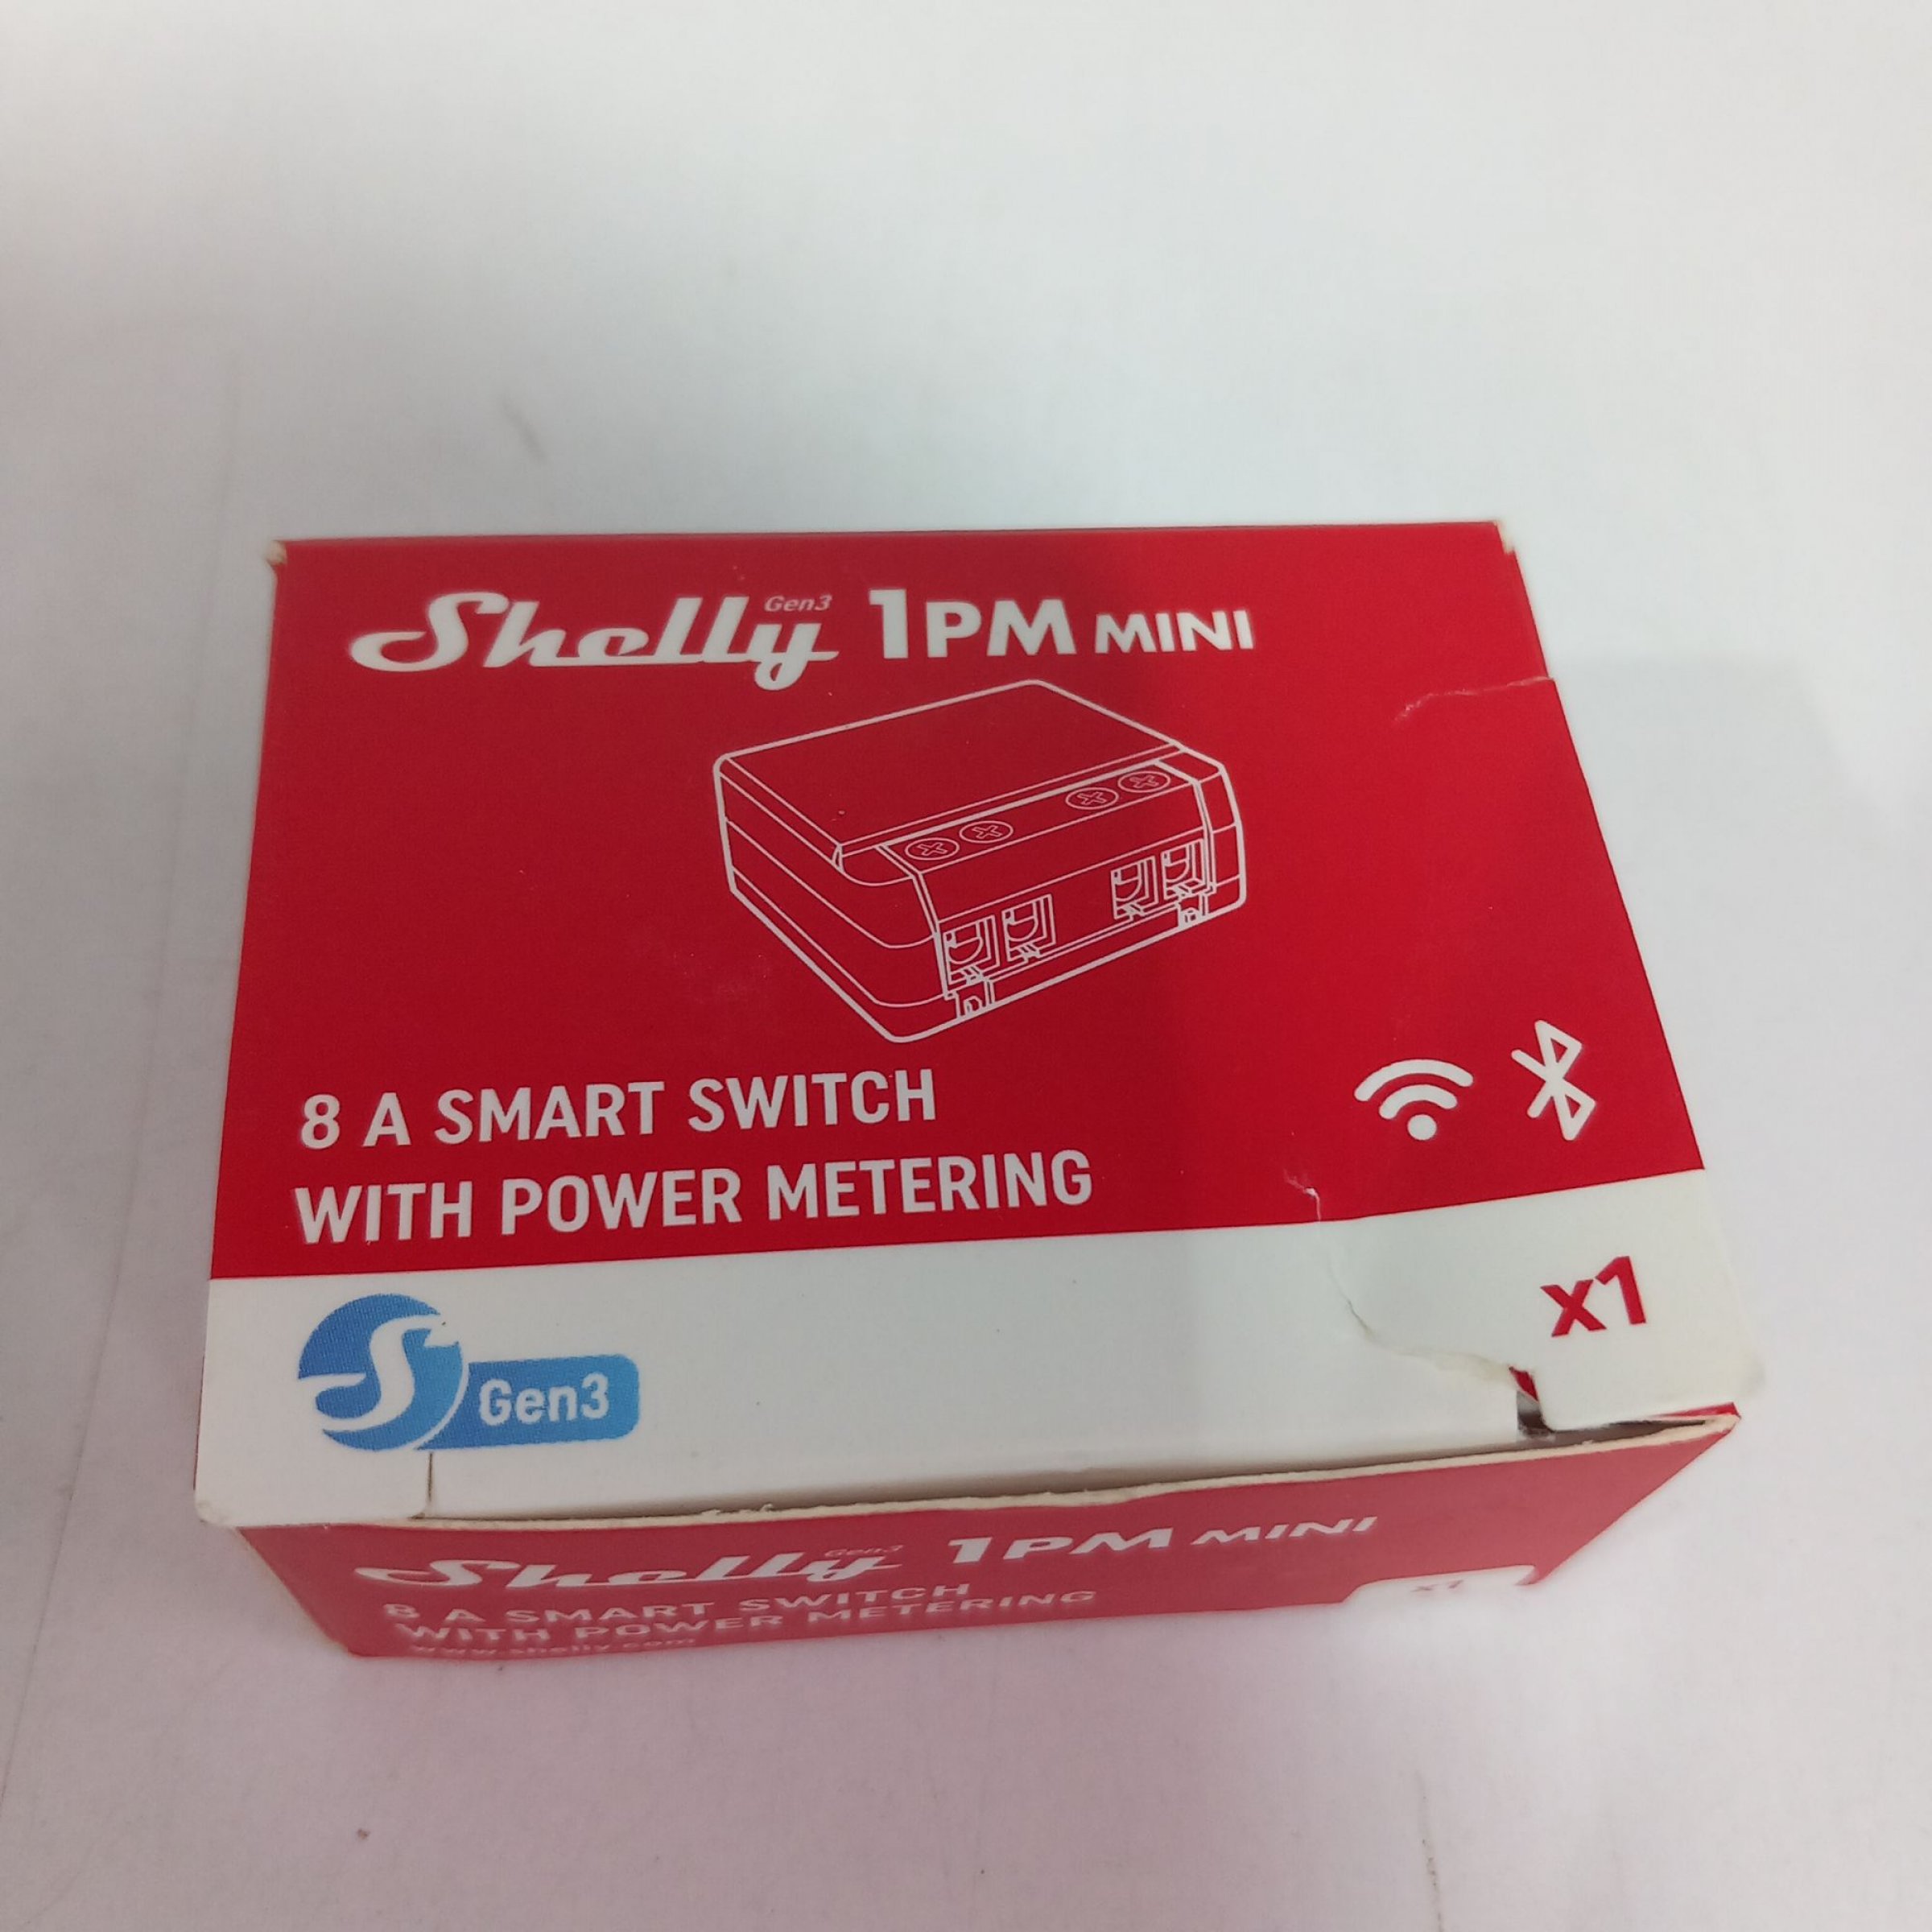 Shelly Gen3 1PM MINI
8 A SMART SWITCH
WITH POWER METERING
x1
S Gen3
Shelly Gen3 1PM MINI
8 A SMART SWITCH
WITH POWER METERING
www.shelly.com
x1